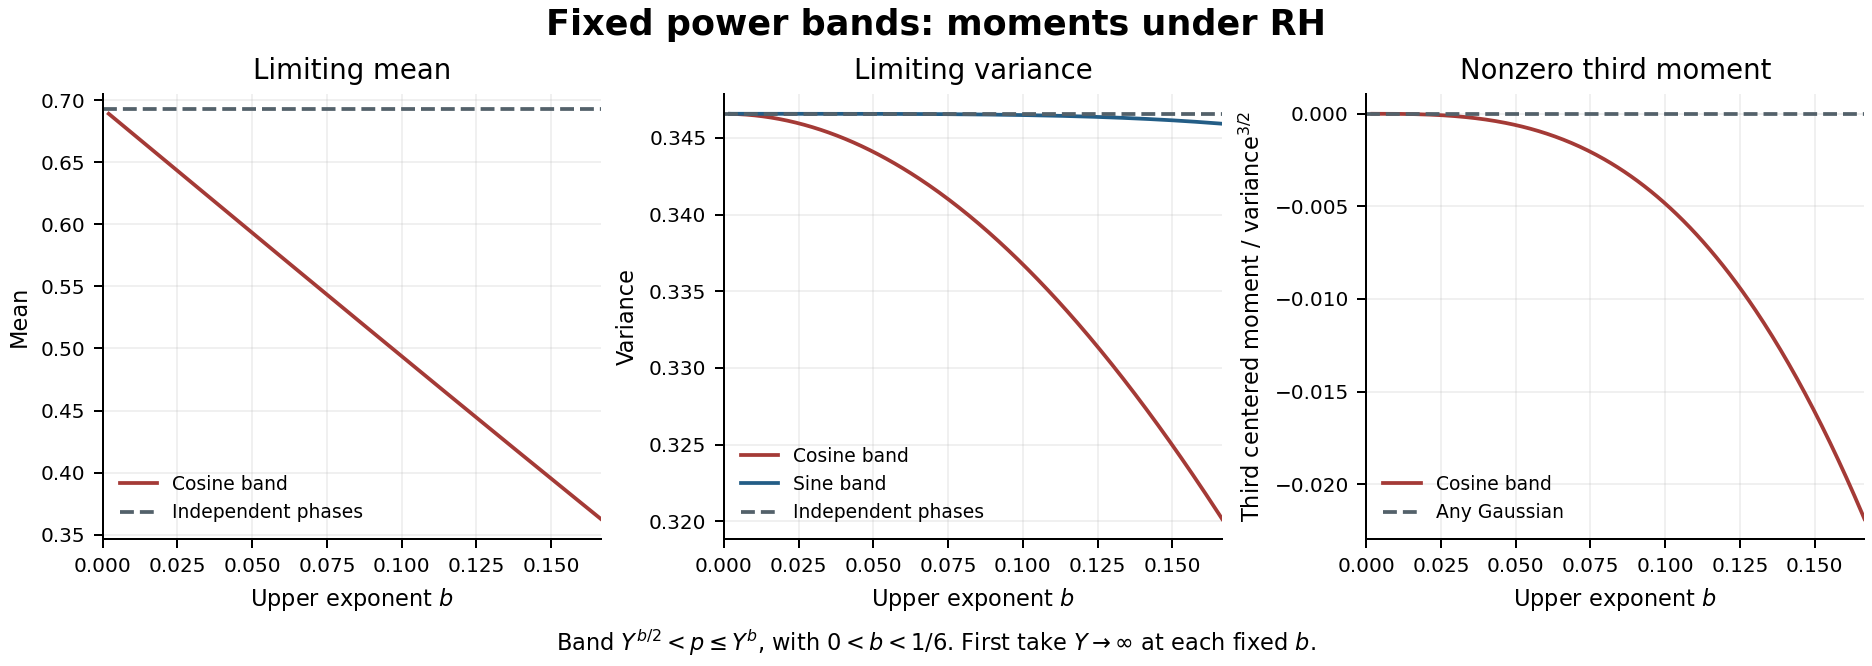 Fixed power bands: moments under RH
Limiting mean
Mean
0.70
0.65
0.60
0.55
0.50
0.45
0.40
0.35
Cosine band
Independent phases
0.000 0.025 0.050 0.075 0.100 0.125 0.150
Upper exponent b
Limiting variance
Variance
0.345
0.340
0.335
0.330
0.325
0.320
Cosine band
Sine band
Independent phases
0.000 0.025 0.050 0.075 0.100 0.125 0.150
Upper exponent b
Nonzero third moment
Third centered moment / variance^{3/2}
0.000
−0.005
−0.010
−0.015
−0.020
Cosine band
Any Gaussian
0.000 0.025 0.050 0.075 0.100 0.125 0.150
Upper exponent b
Band Y^{b/2} < p ≤ Y^b, with 0 < b < 1/6. First take Y → ∞ at each fixed b.